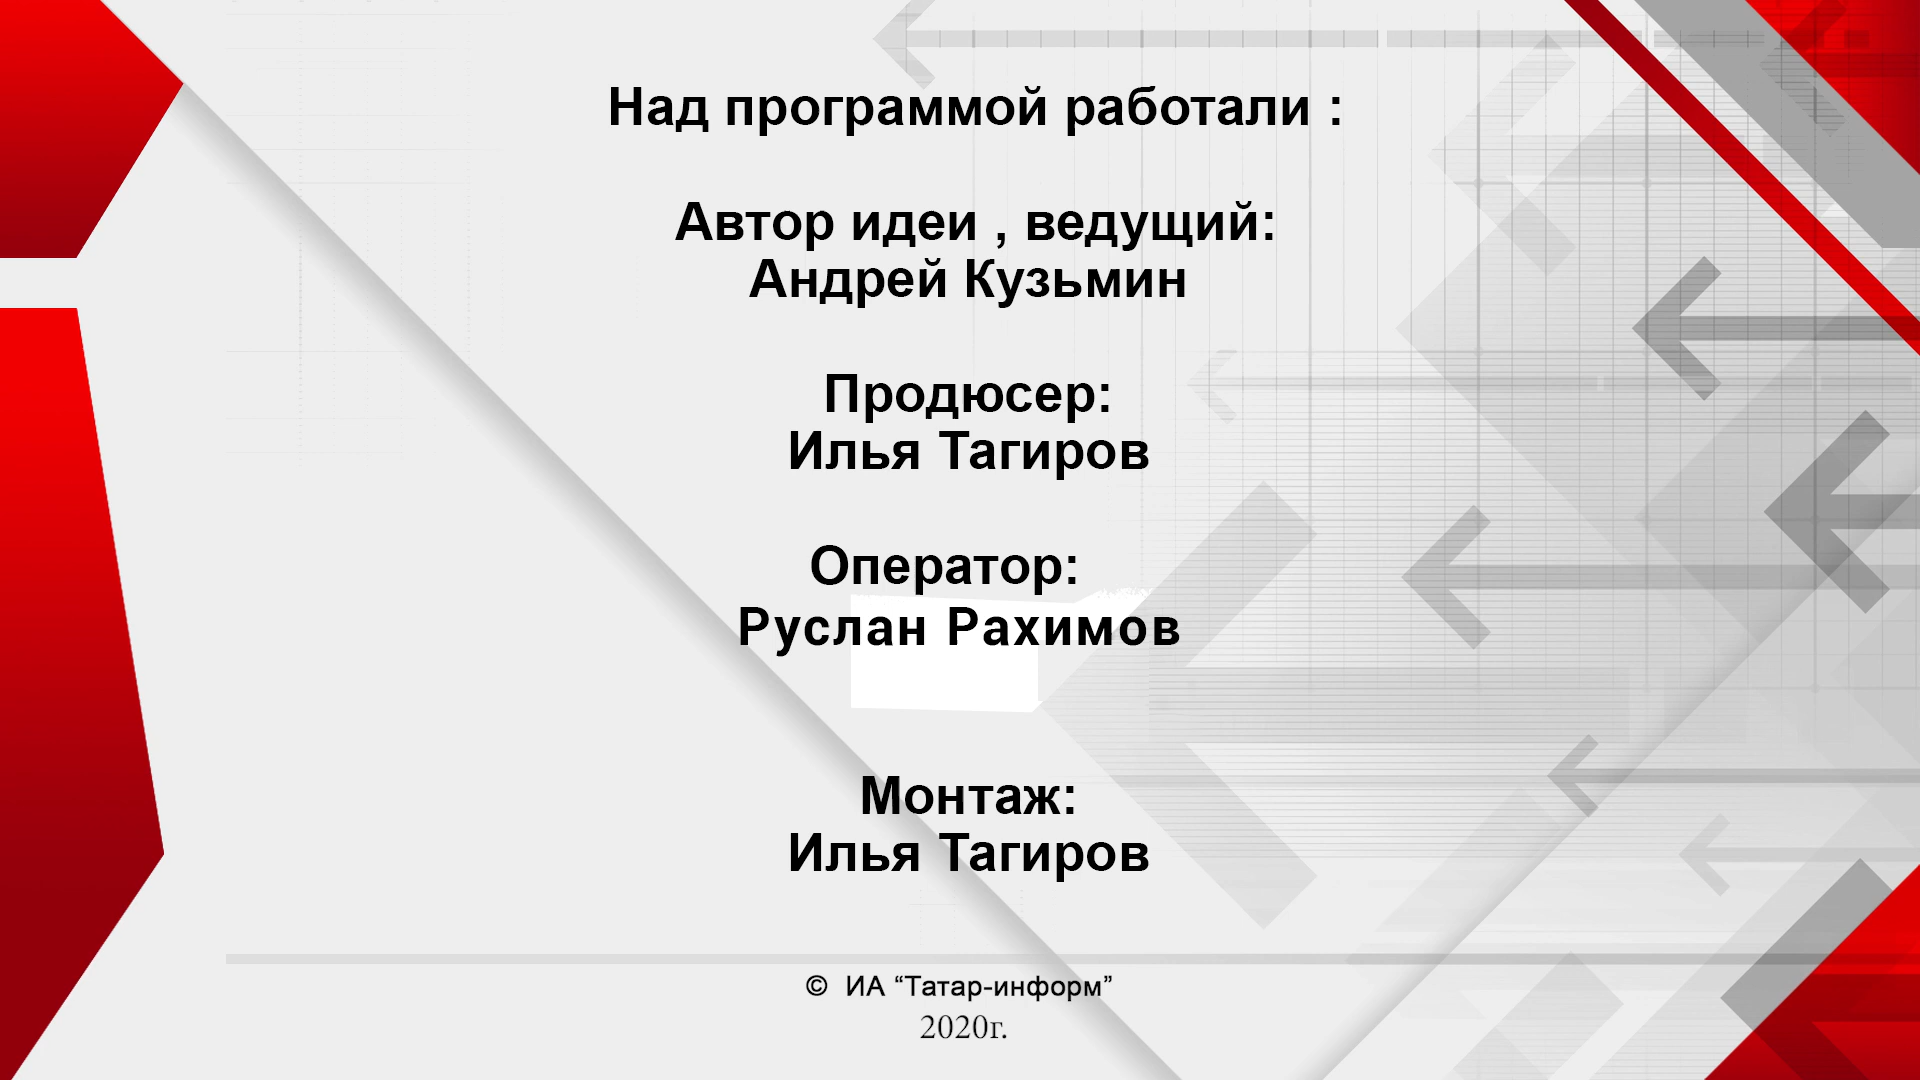 Над программой работали :
Автор идеи , ведущий:
Андрей Кузьмин
Продюсер:
Илья Тагиров
Оператор:
Руслан Рахимов
Монтаж:
Илья Тагиров
© ИА “Татар-информ”
2020г.